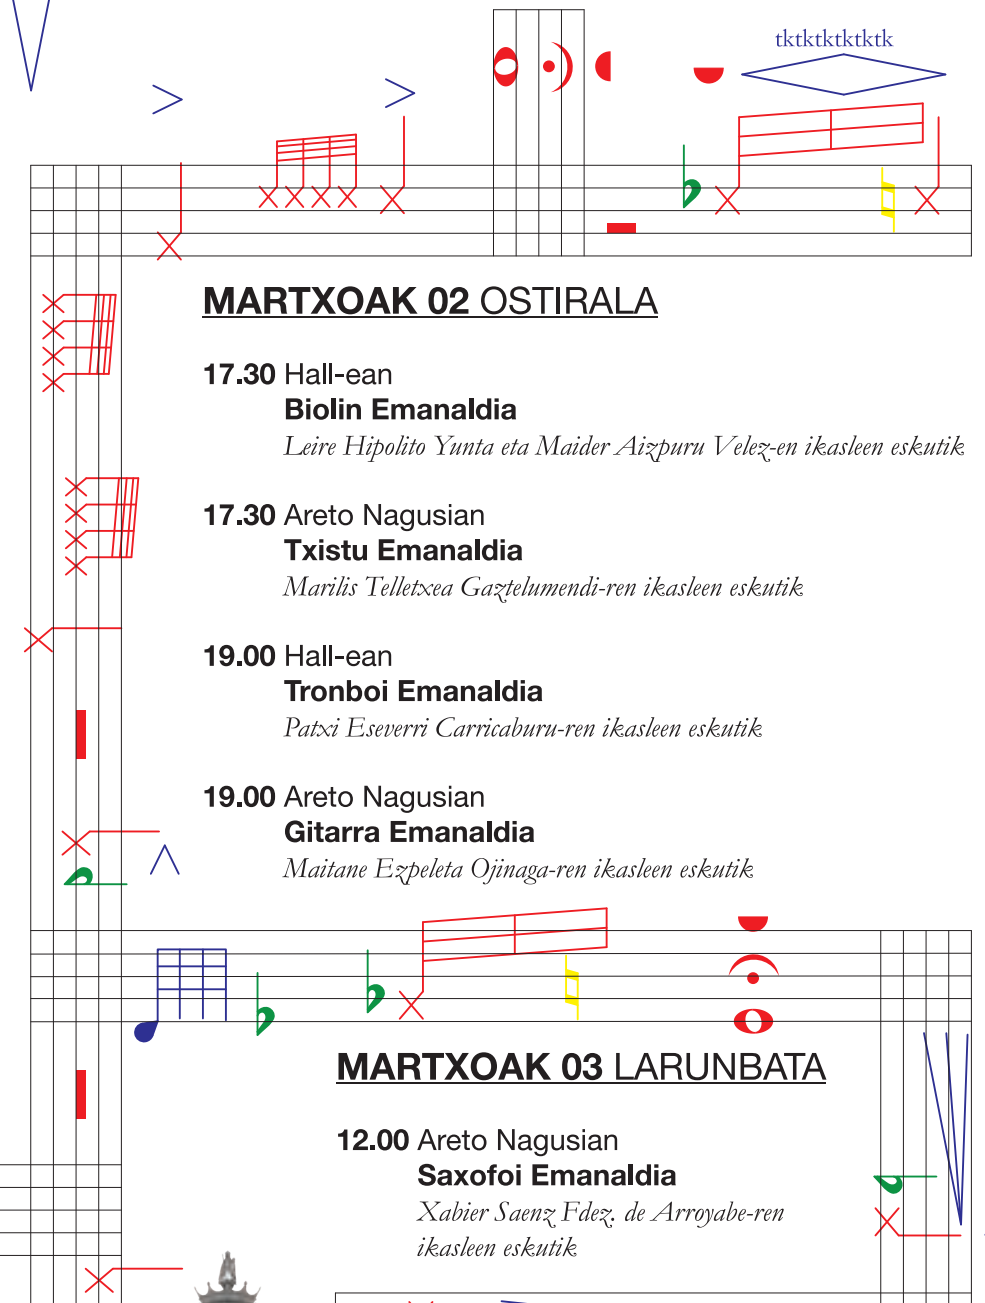 tktktktktktk
MARTXOAK 02 OSTIRALA
17.30 Hall-ean
Biolin Emanaldia
Leire Hipolito Yunta eta Maider Aizpuru Velez-en ikasleen eskutik
17.30 Areto Nagusian
Txistu Emanaldia
Marilis Telletxea Gaztelumendi-ren ikasleen eskutik
19.00 Hall-ean
Tronboi Emanaldia
Patxi Eseverri Carricaburu-ren ikasleen eskutik
19.00 Areto Nagusian
Gitarra Emanaldia
Maitane Ezpeleta Ojinaga-ren ikasleen eskutik
MARTXOAK 03 LARUNBATA
12.00 Areto Nagusian
Saxofoi Emanaldia
Xabier Saenz Fdez. de Arroyabe-ren
ikasleen eskutik